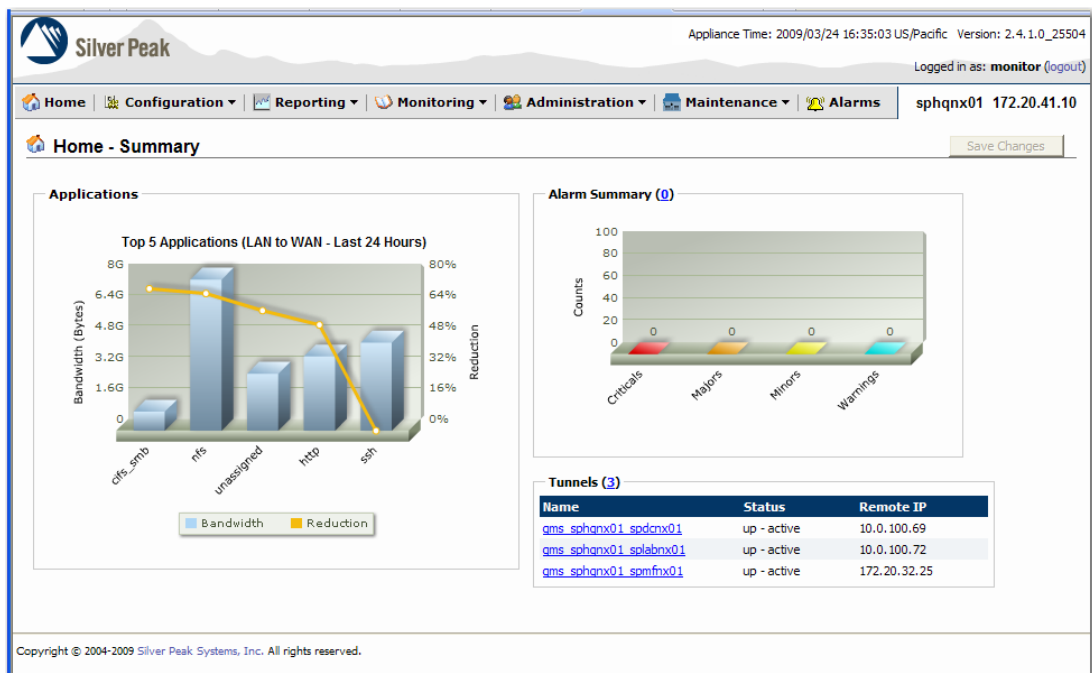 Silver Peak
Appliance Time: 2009/03/24 16:35:03 US/Pacific Version: 2.4.1.0_25504
Logged in as: monitor (logout)
Home Configuration Reporting Monitoring Administration Maintenance Alarms sphqnx01 172.20.41.10
Home - Summary
Save Changes
Applications
Top 5 Applications (LAN to WAN - Last 24 Hours)
Bandwidth (Bytes)
8G
6.4G
4.8G
3.2G
1.6G
0
80%
64%
48%
32%
16%
0%
Reduction
cifs_smb
nfs
unassigned
http
ssh
Bandwidth Reduction
Alarm Summary (0)
Counts
100
80
60
40
20
0
0 0 0 0
Criticals
Majors
Minors
Warnings
Tunnels (3)
Name Status Remote IP
gms_sphqnx01_spdcnx01 up - active 10.0.100.69
gms_sphqnx01_splabnx01 up - active 10.0.100.72
gms_sphqnx01_spmfnx01 up - active 172.20.32.25
Copyright © 2004-2009 Silver Peak Systems, Inc. All rights reserved.